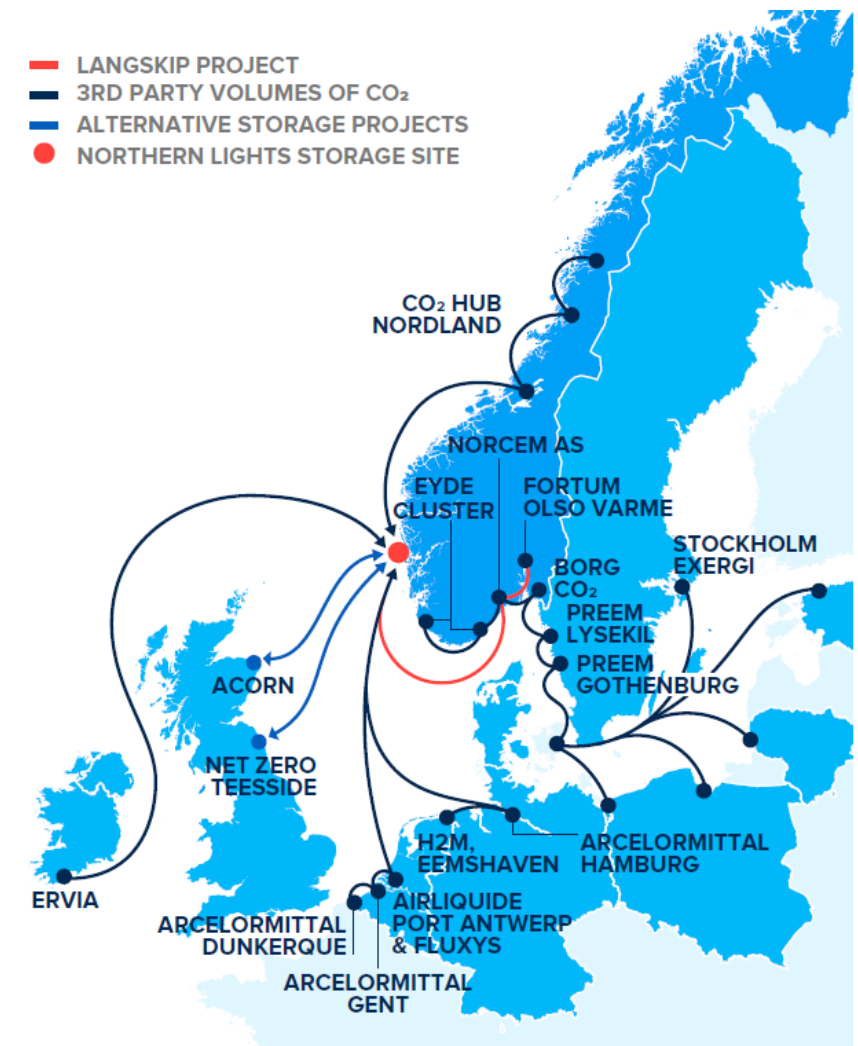 LANGSKIP PROJECT
3RD PARTY VOLUMES OF CO₂
ALTERNATIVE STORAGE PROJECTS
NORTHERN LIGHTS STORAGE SITE
CO₂ HUB
NORDLAND
NORCEM AS
EYDE
CLUSTER
FORTUM
OLSO VARME
STOCKHOLM
EXERGI
BORG
CO₂
PREEM
LYSEKIL
PREEM
GOTHENBURG
ACORN
NET ZERO
TEESSIDE
H2M,
EEMSHAVEN
ARCELORMITTAL
HAMBURG
ERVIA
AIRLIQUIDE
PORT ANTWERP
& FLUXYS
ARCELORMITTAL
DUNKERQUE
ARCELORMITTAL
GENT